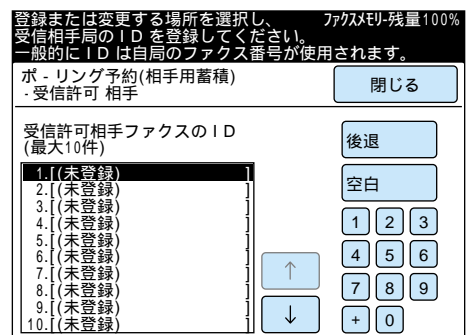 登録または変更する場所を選択し、 ファクスメモリ-残量100%
受信相手局のIDを登録してください。
一般的にIDは自局のファクス番号が使用されます。
ポ-リング予約(相手用蓄積)
-受信許可 相手
閉じる
受信許可相手ファクスのID
(最大10件)
1.[(未登録) ]
2.[(未登録) ]
3.[(未登録) ]
4.[(未登録) ]
5.[(未登録) ]
6.[(未登録) ]
7.[(未登録) ]
8.[(未登録) ]
9.[(未登録) ]
10.[(未登録) ]
↑
↓
後退
空白
1 2 3
4 5 6
7 8 9
+ 0